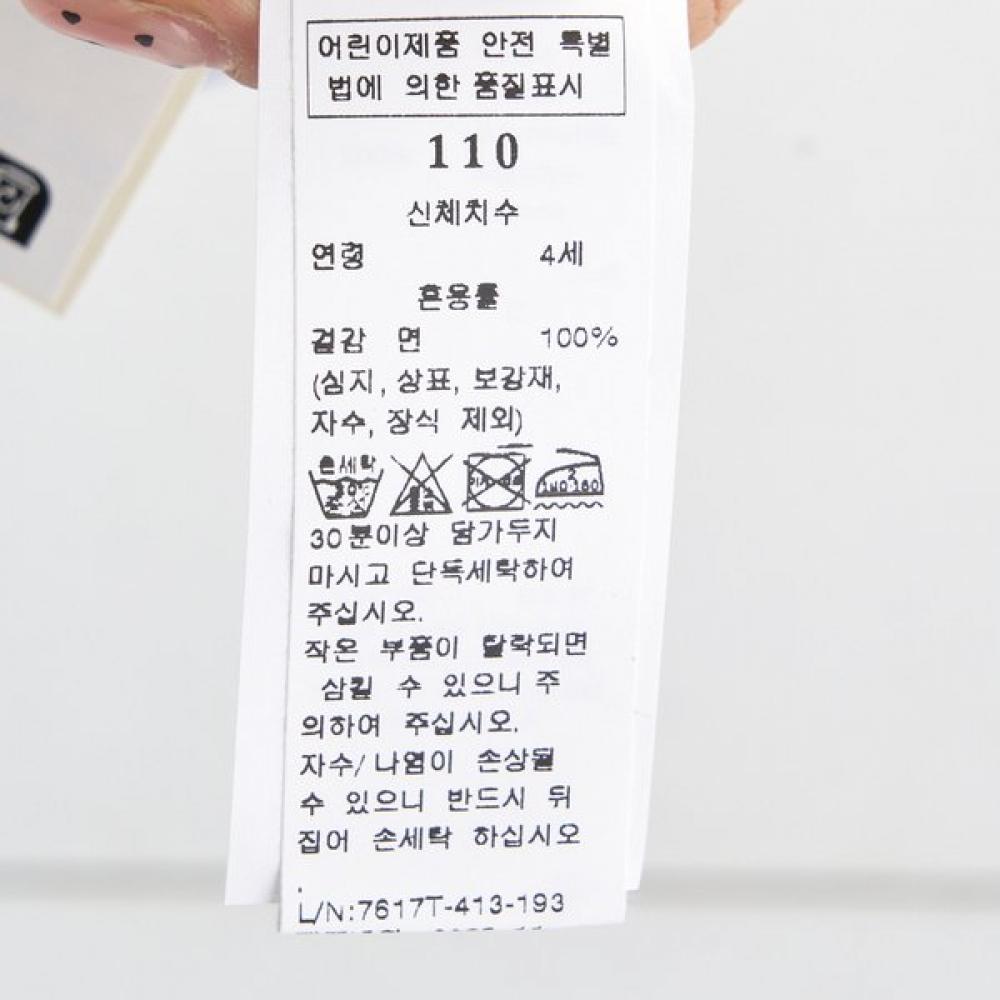 어린이제품 안전 특별
법에 의한 품질표시
110
신체치수
연령 4세
혼용률
겉감 면 100%
(심지, 상표, 보강재,
자수, 장식 제외)
손세탁
30분이상 담가두지
마시고 단독세탁하여
주십시오.
작은 부품이 탈락되면
삼킬 수 있으니 주
의하여 주십시오.
자수/나염이 손상될
수 있으니 반드시 뒤
집어 손세탁 하십시오
L/N:7617T-413-193